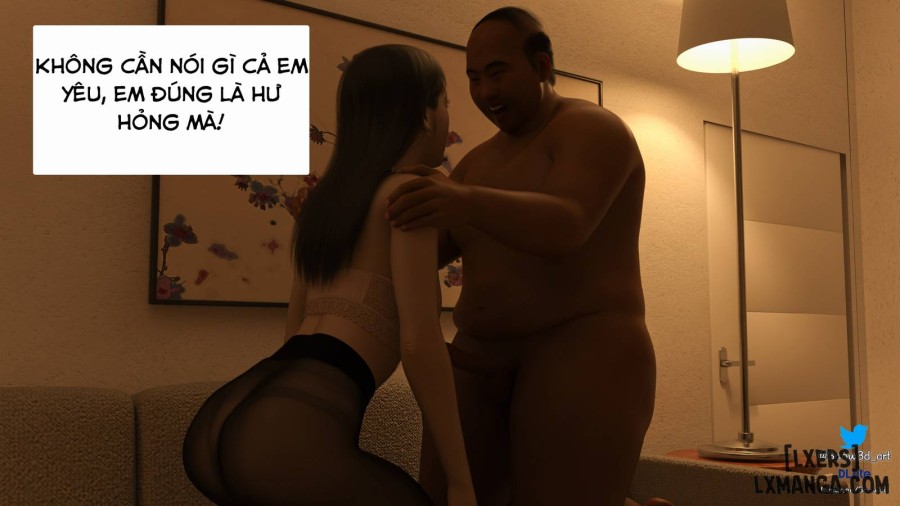 KHÔNG CẦN NÓI GÌ CẢ EM
YÊU, EM ĐÚNG LÀ HƯ
HỎNG MÀ!
[LXERS]
LXMANGA.COM